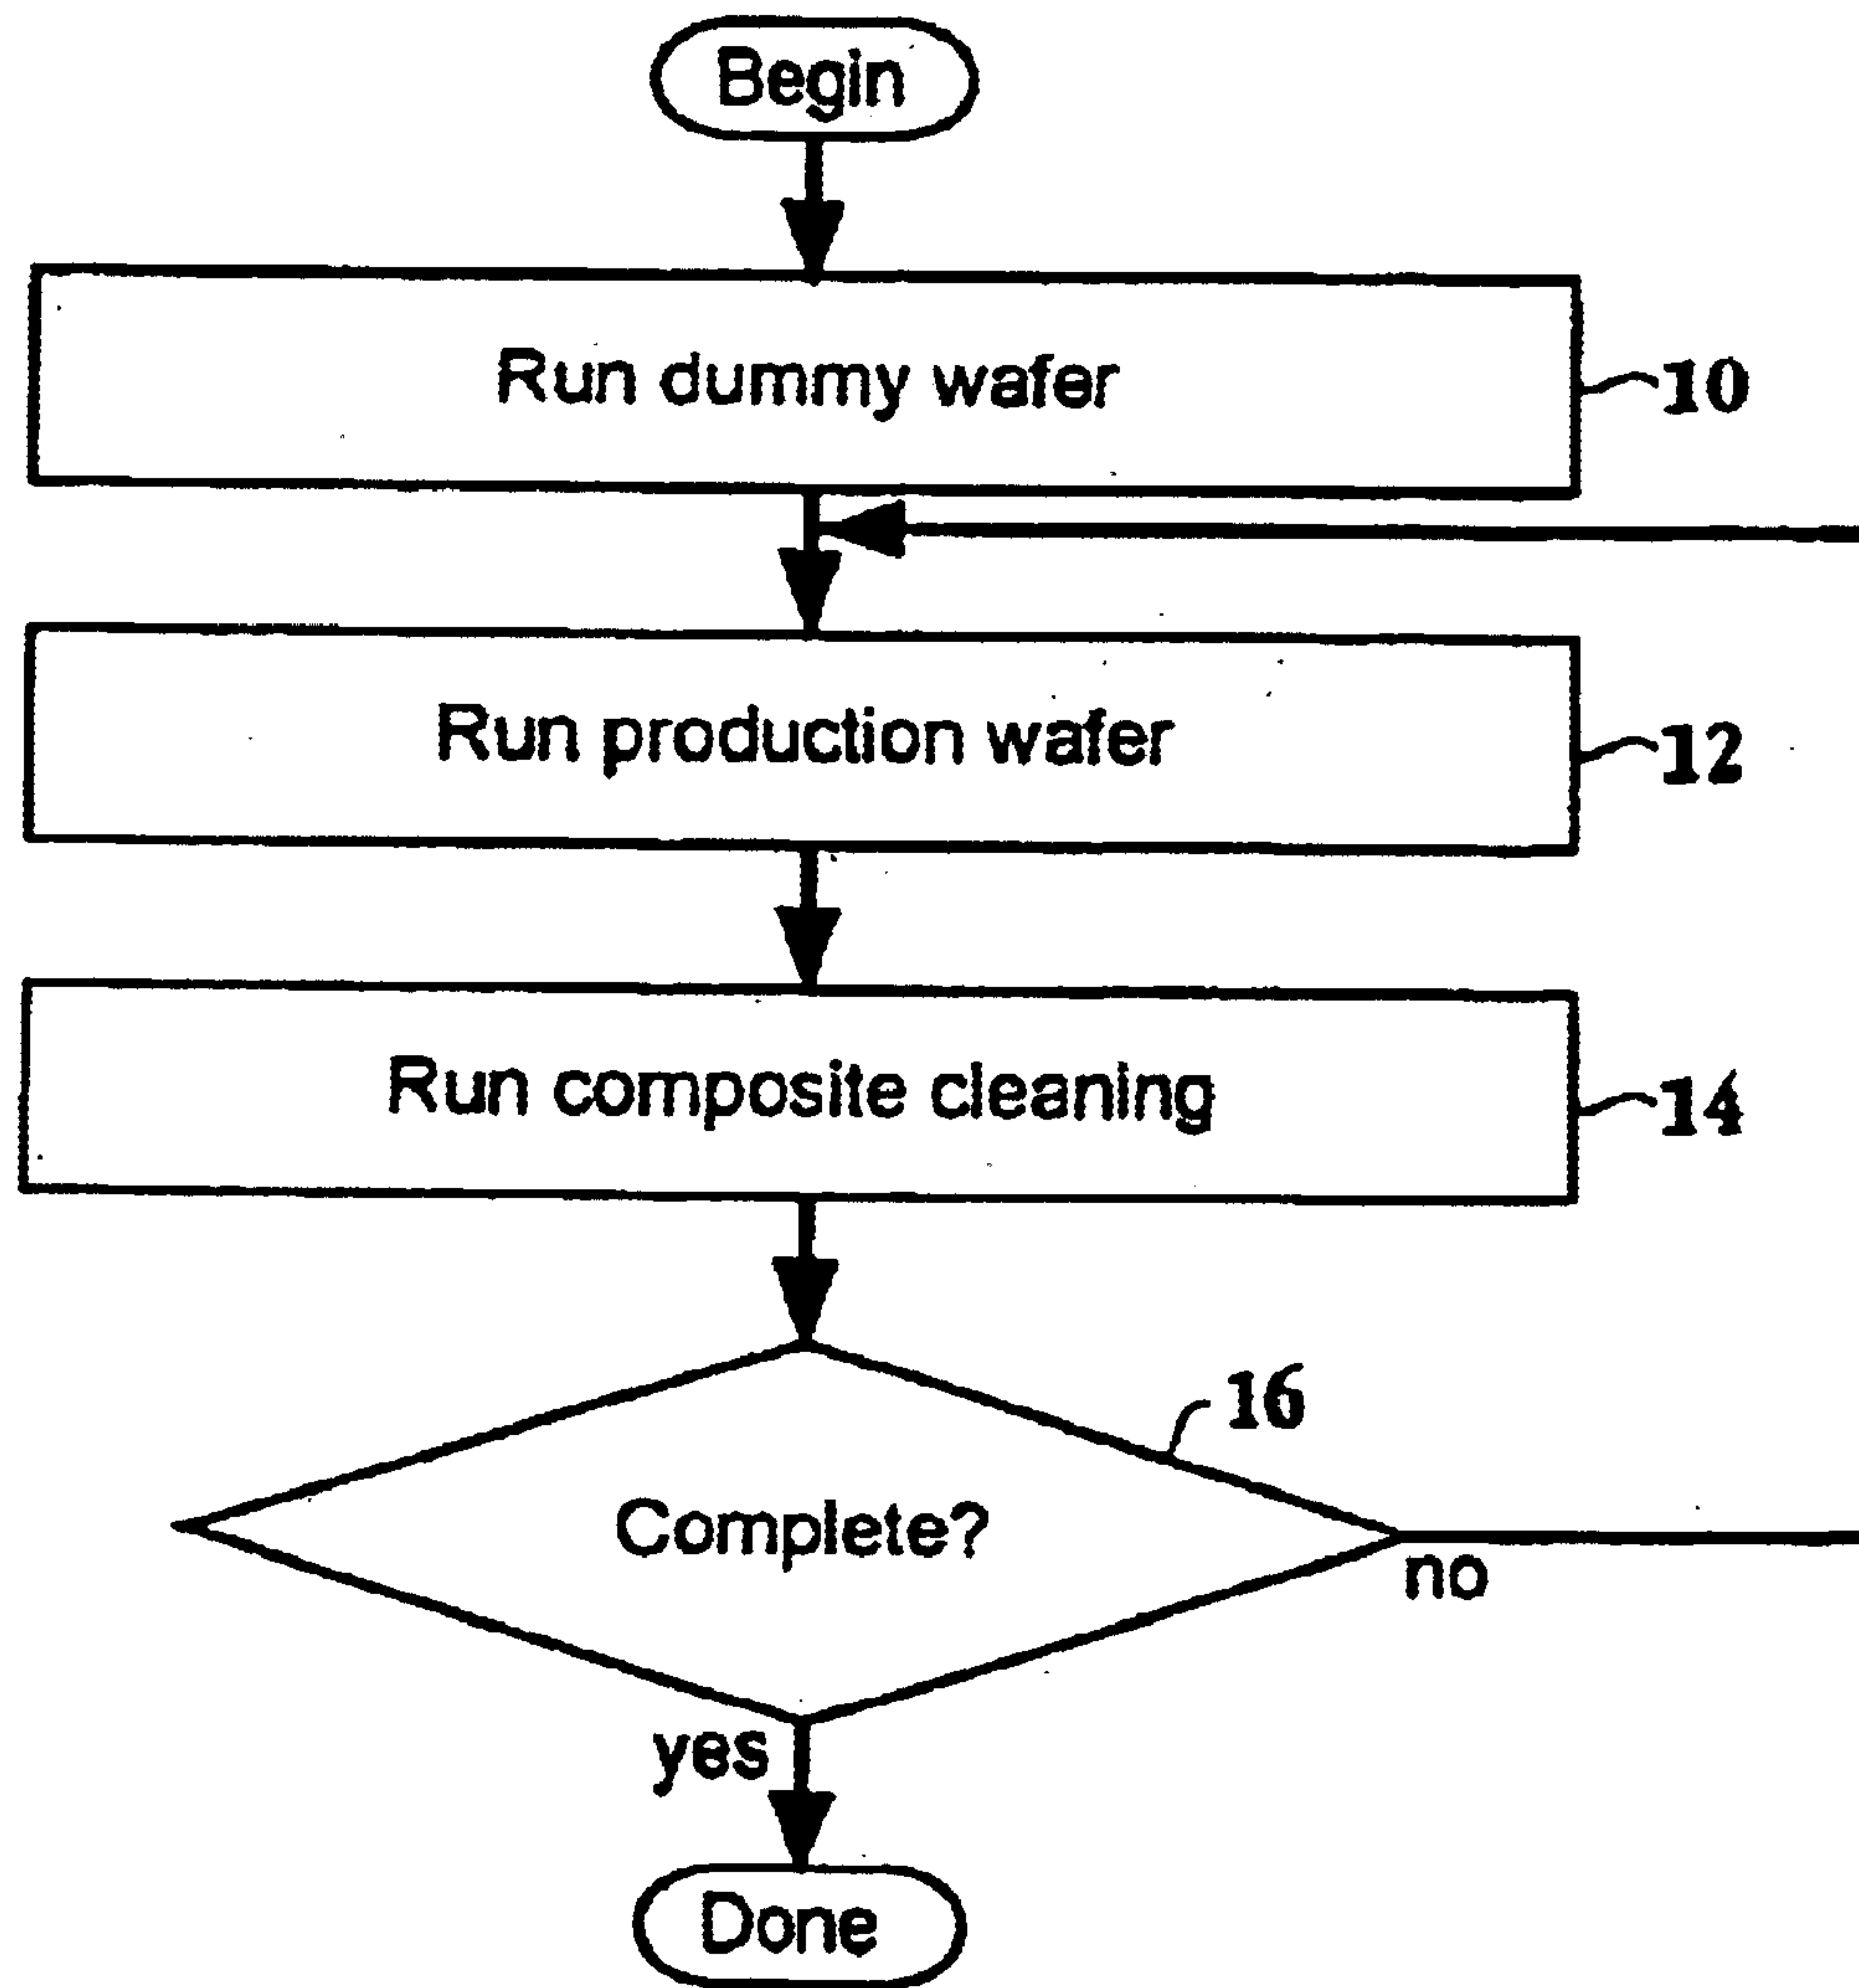 Begin
Run dummy wafer
10
Run production wafer
12
Run composite cleaning
14
16
Complete?
no
yes
Done